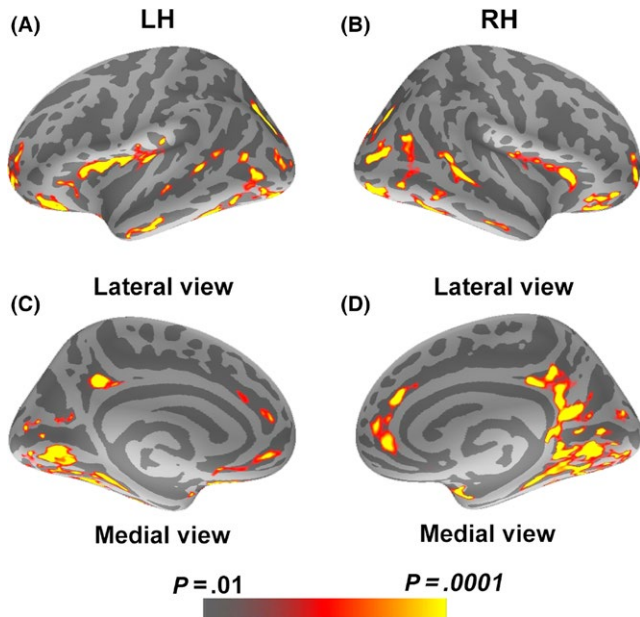 (A) LH (B) RH
Lateral view Lateral view
(C) (D)
Medial view Medial view
P = .01 P = .0001